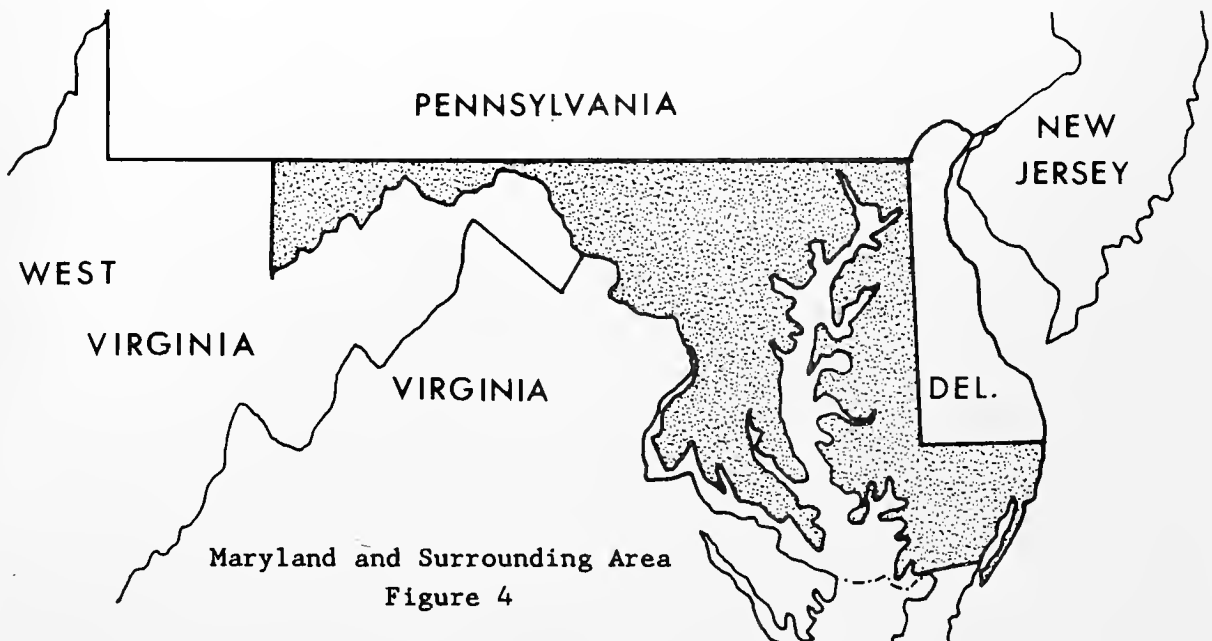 PENNSYLVANIA
NEW
JERSEY
WEST
VIRGINIA
VIRGINIA
DEL.
Maryland and Surrounding Area
Figure 4